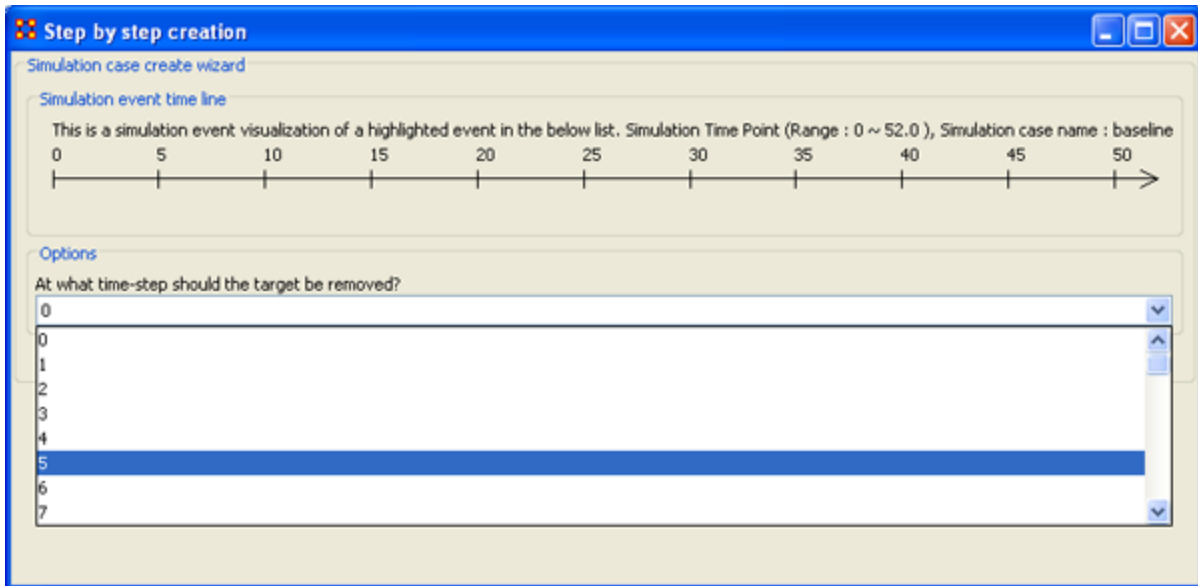 Step by step creation
Simulation case create wizard
Simulation event time line
This is a simulation event visualization of a highlighted event in the below list. Simulation Time Point (Range : 0 ~ 52.0 ), Simulation case name : baseline
0 5 10 15 20 25 30 35 40 45 50
Options
At what time-step should the target be removed?
0
0
1
2
3
4
5
6
7